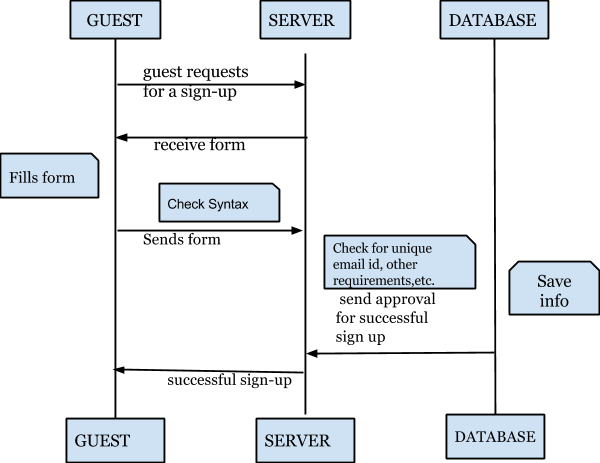 GUEST
SERVER
DATABASE
guest requests
for a sign-up
receive form
Fills form
Check Syntax
Sends form
Check for unique
email id, other
requirements,etc.
Save
info
send approval
for successful
sign up
successful sign-up
GUEST
SERVER
DATABASE